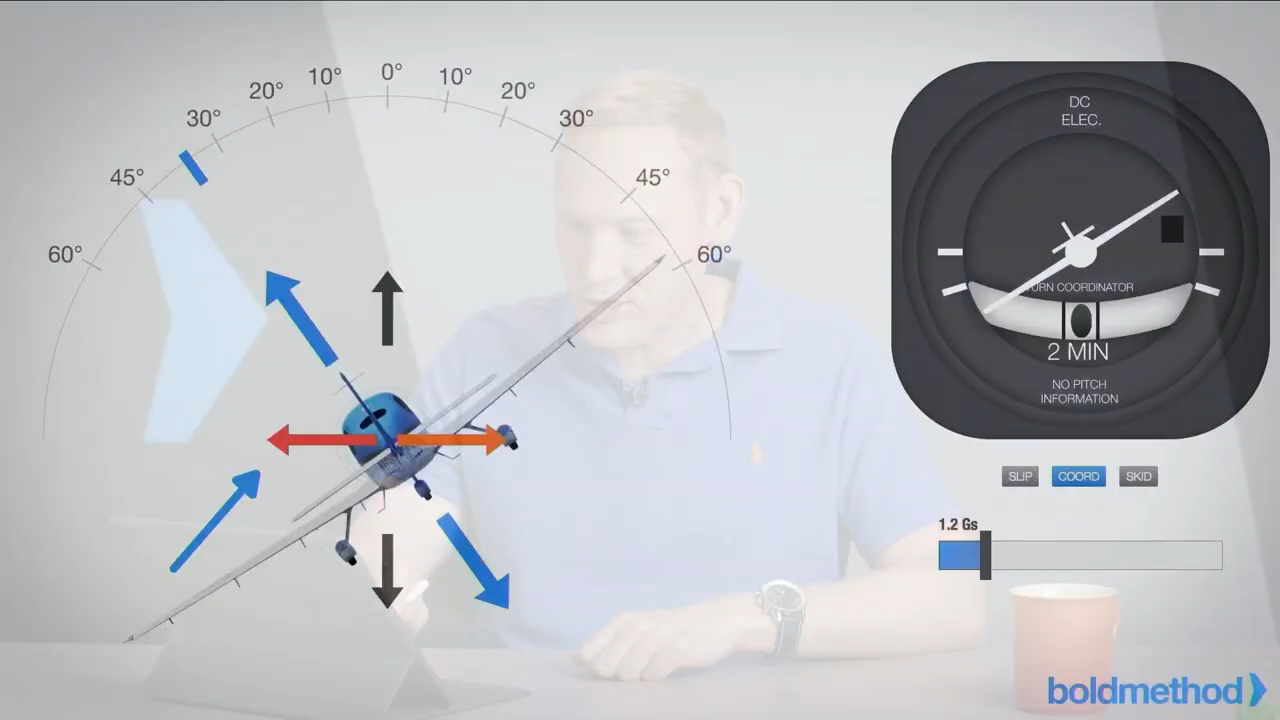 0°
10°
10°
20°
20°
30°
30°
45°
45°
60°
60°
DC
ELEC.
TURN COORDINATOR
2 MIN
NO PITCH
INFORMATION
SLIP
COORD
SKID
1.2 Gs
boldmethod